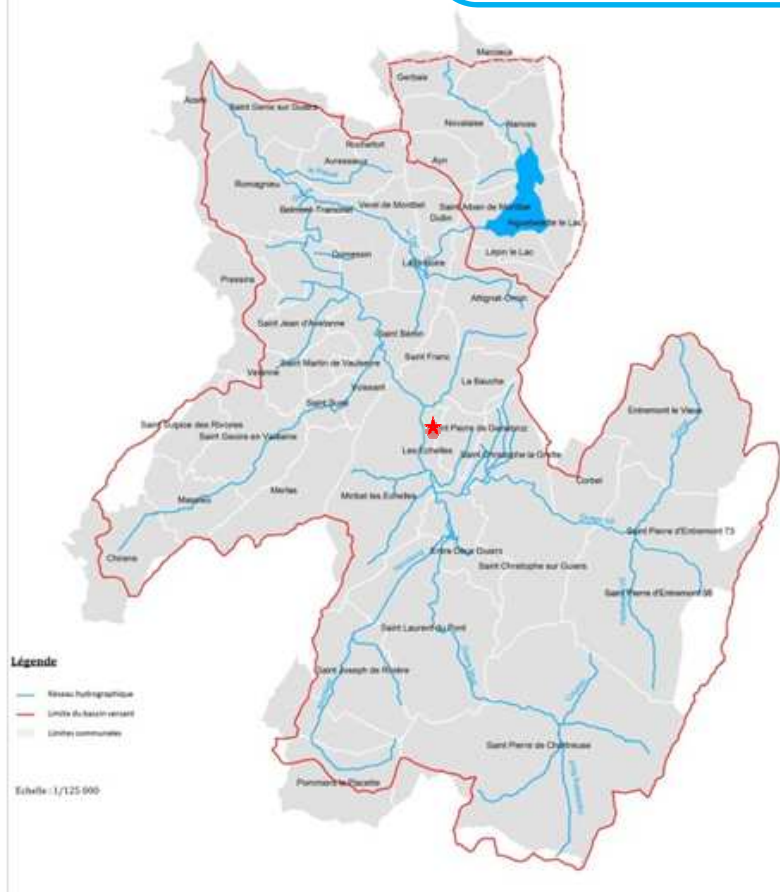 Marcieux
Gerbaix
Aoste
Saint Genix sur Guiers
Novalaise
Nances
Rochefort
Avressieux
Ayn
Romagnieu
Belmont-Tramonet
Verel de Montbel
Saint Alban de Montbel
Dullin
Aiguebelette le Lac
Domessin
Lépin le Lac
Pressins
Attignat-Oncin
Saint Jean d'Avelanne
Saint Béron
Saint Franc
Saint Martin de Vaulserre
La Bauche
Voissant
Saint Bueil
Entremont le Vieux
Saint Sulpice des Rivoires
int Pierre de Genebroz
Saint Geoire en Valdaine
Les Echelles
Saint Christophe la Grotte
Corbel
Merlas
Miribel les Echelles
Massieu
Saint Pierre d'Entremont 73
Entre Deux Guiers
Chirens
Saint Christophe sur Guiers
Saint Pierre d'Entremont 38
Saint Laurent du Pont
Légende
Saint Joseph de Rivière
Réseau hydrographique
Limite du bassin versant
Limites communales
Saint Pierre de Chartreuse
Pommiers la Placette
Echelle : 1/125 000